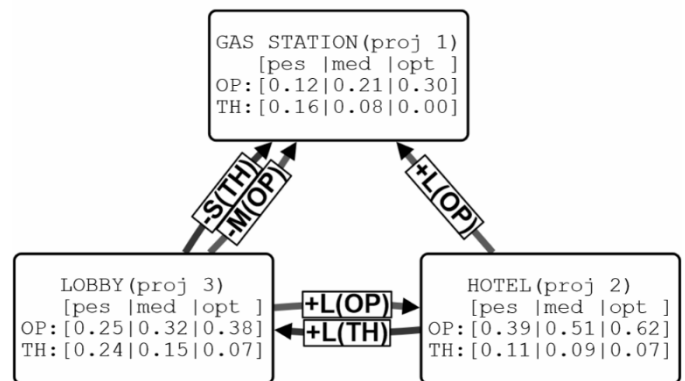 GAS STATION(proj 1)
[pes |med |opt ]
OP:[0.12|0.21|0.30]
TH:[0.16|0.08|0.00]
-S(TH)
-M(OP)
+L(OP)
LOBBY(proj 3)
[pes |med |opt ]
OP:[0.25|0.32|0.38]
TH:[0.24|0.15|0.07]
+L(OP)
+L(TH)
HOTEL(proj 2)
[pes |med |opt ]
OP:[0.39|0.51|0.62]
TH:[0.11|0.09|0.07]